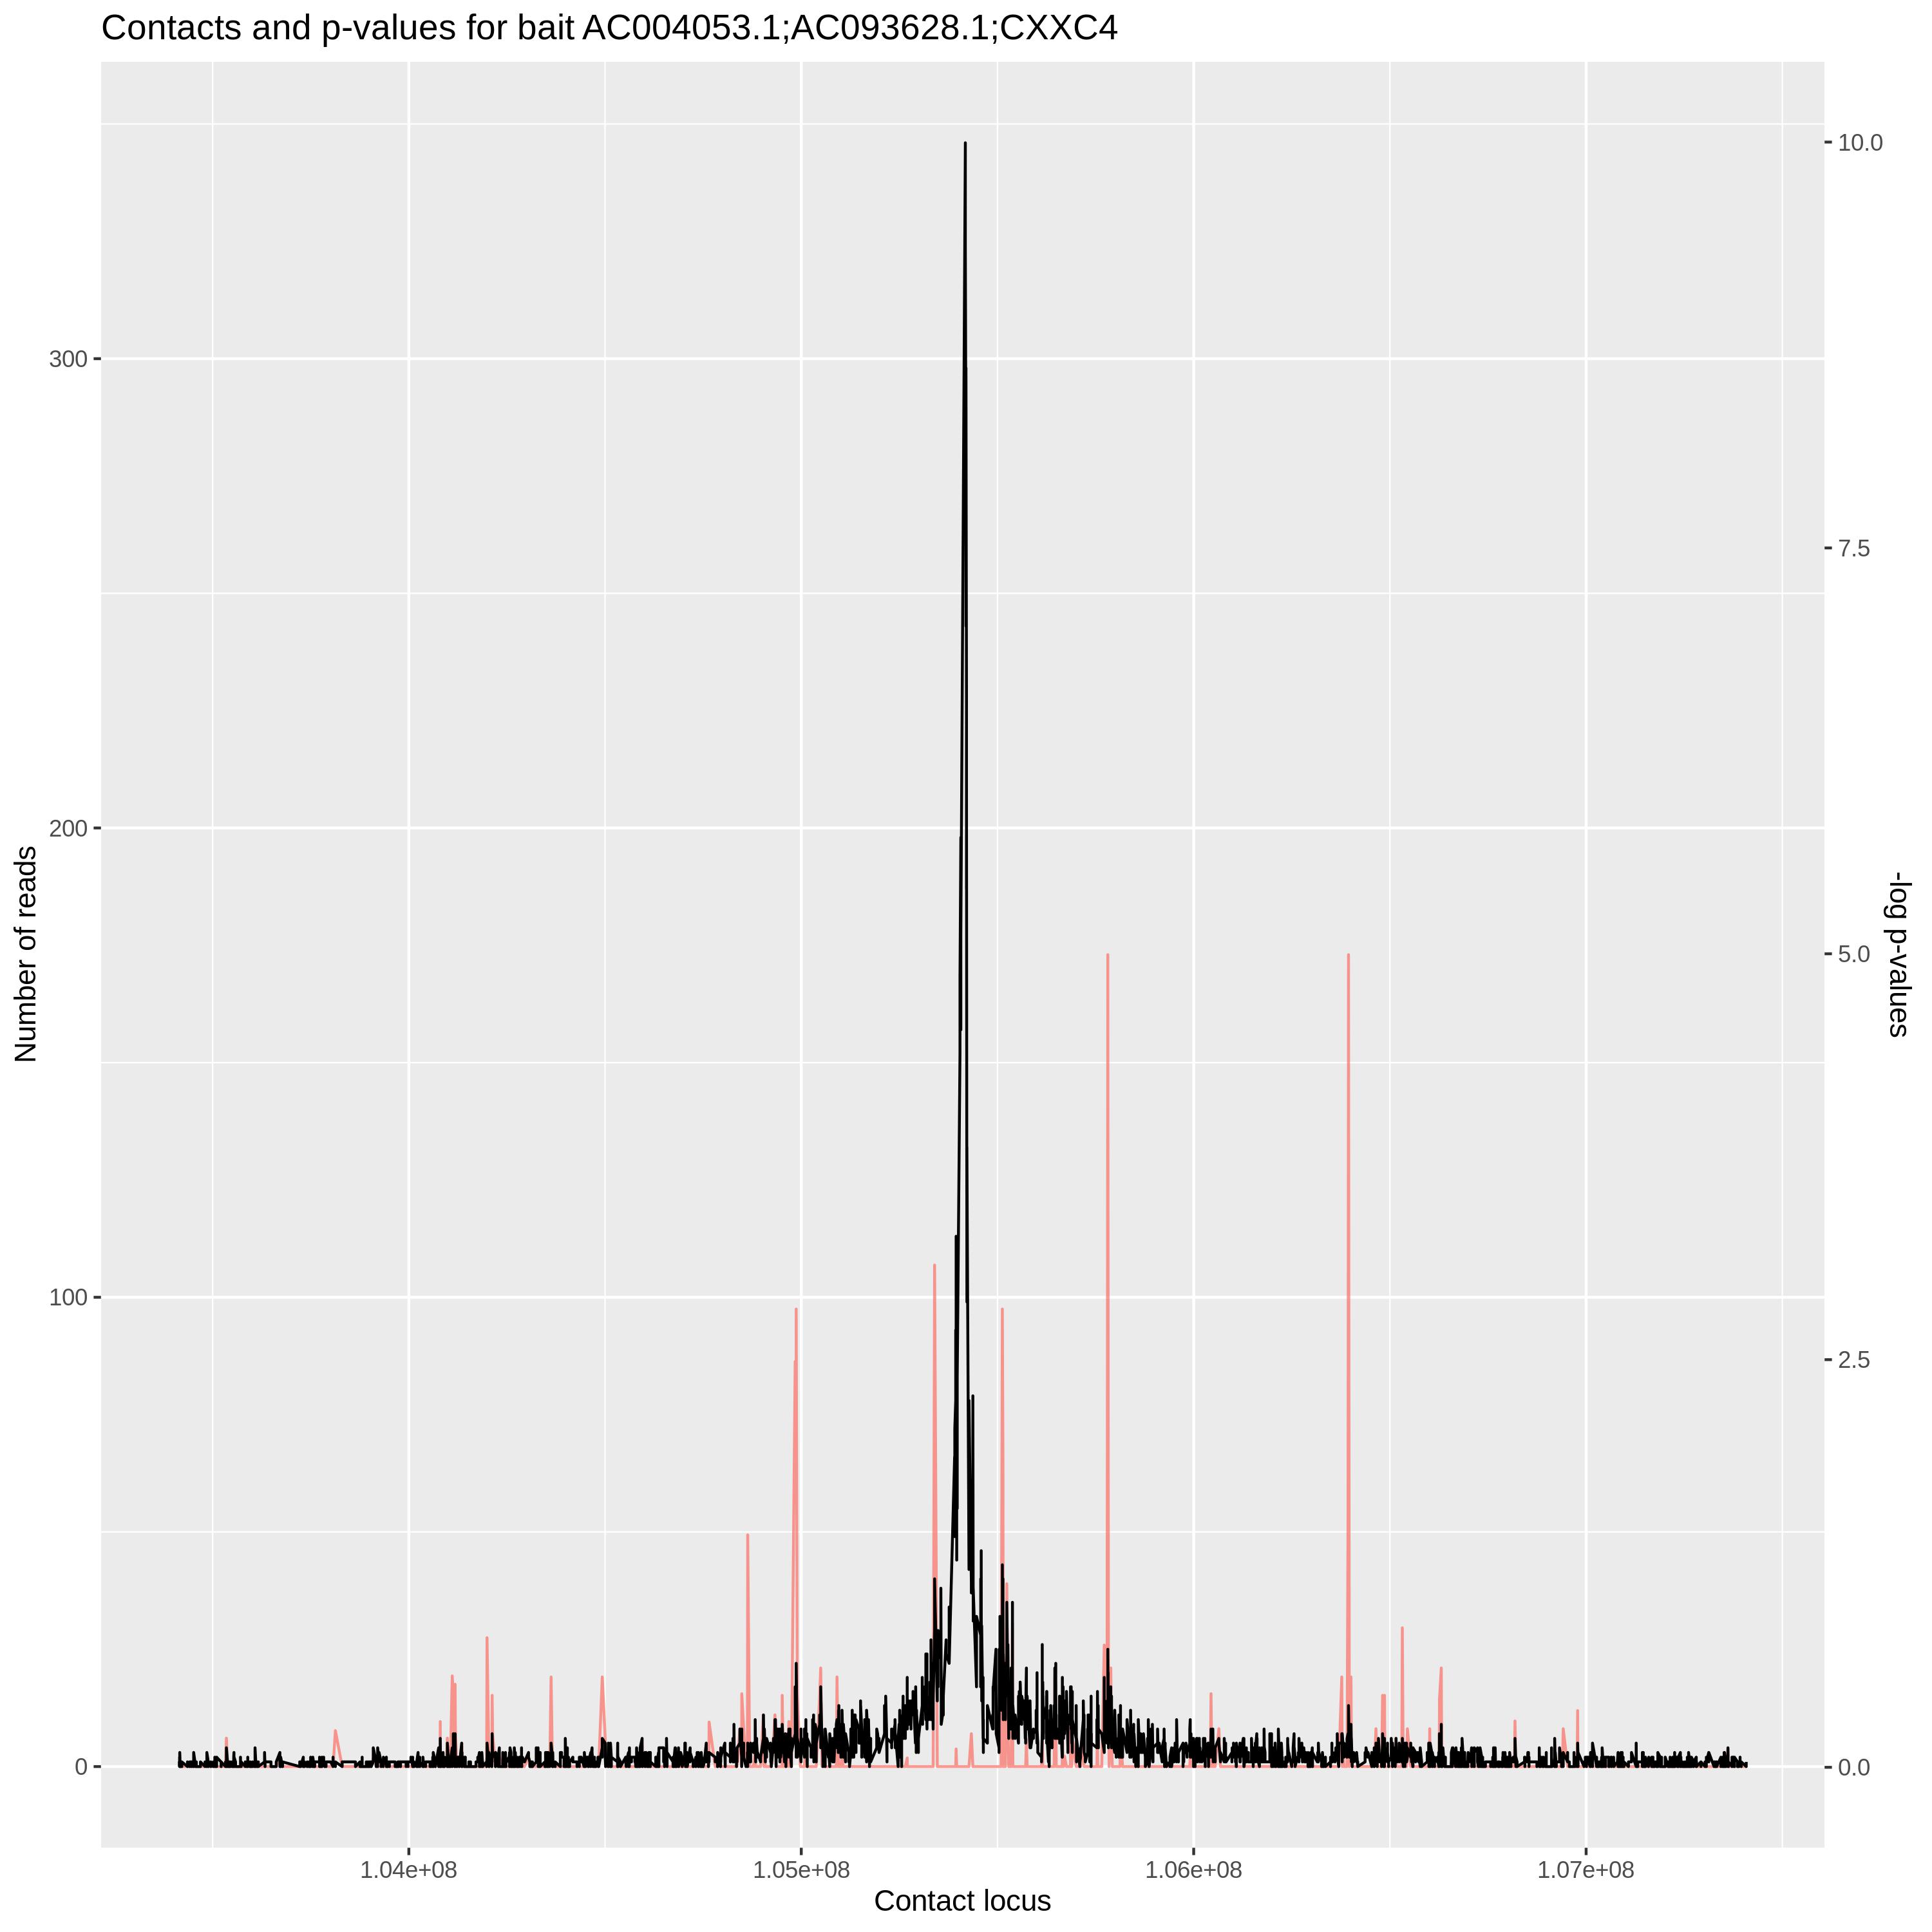 Contacts and p-values for bait AC004053.1;AC093628.1;CXXC4
Number of reads
300
200
100
0
10.0
7.5
5.0
2.5
0.0
-log p-values
1.04e+08 1.05e+08 1.06e+08 1.07e+08
Contact locus